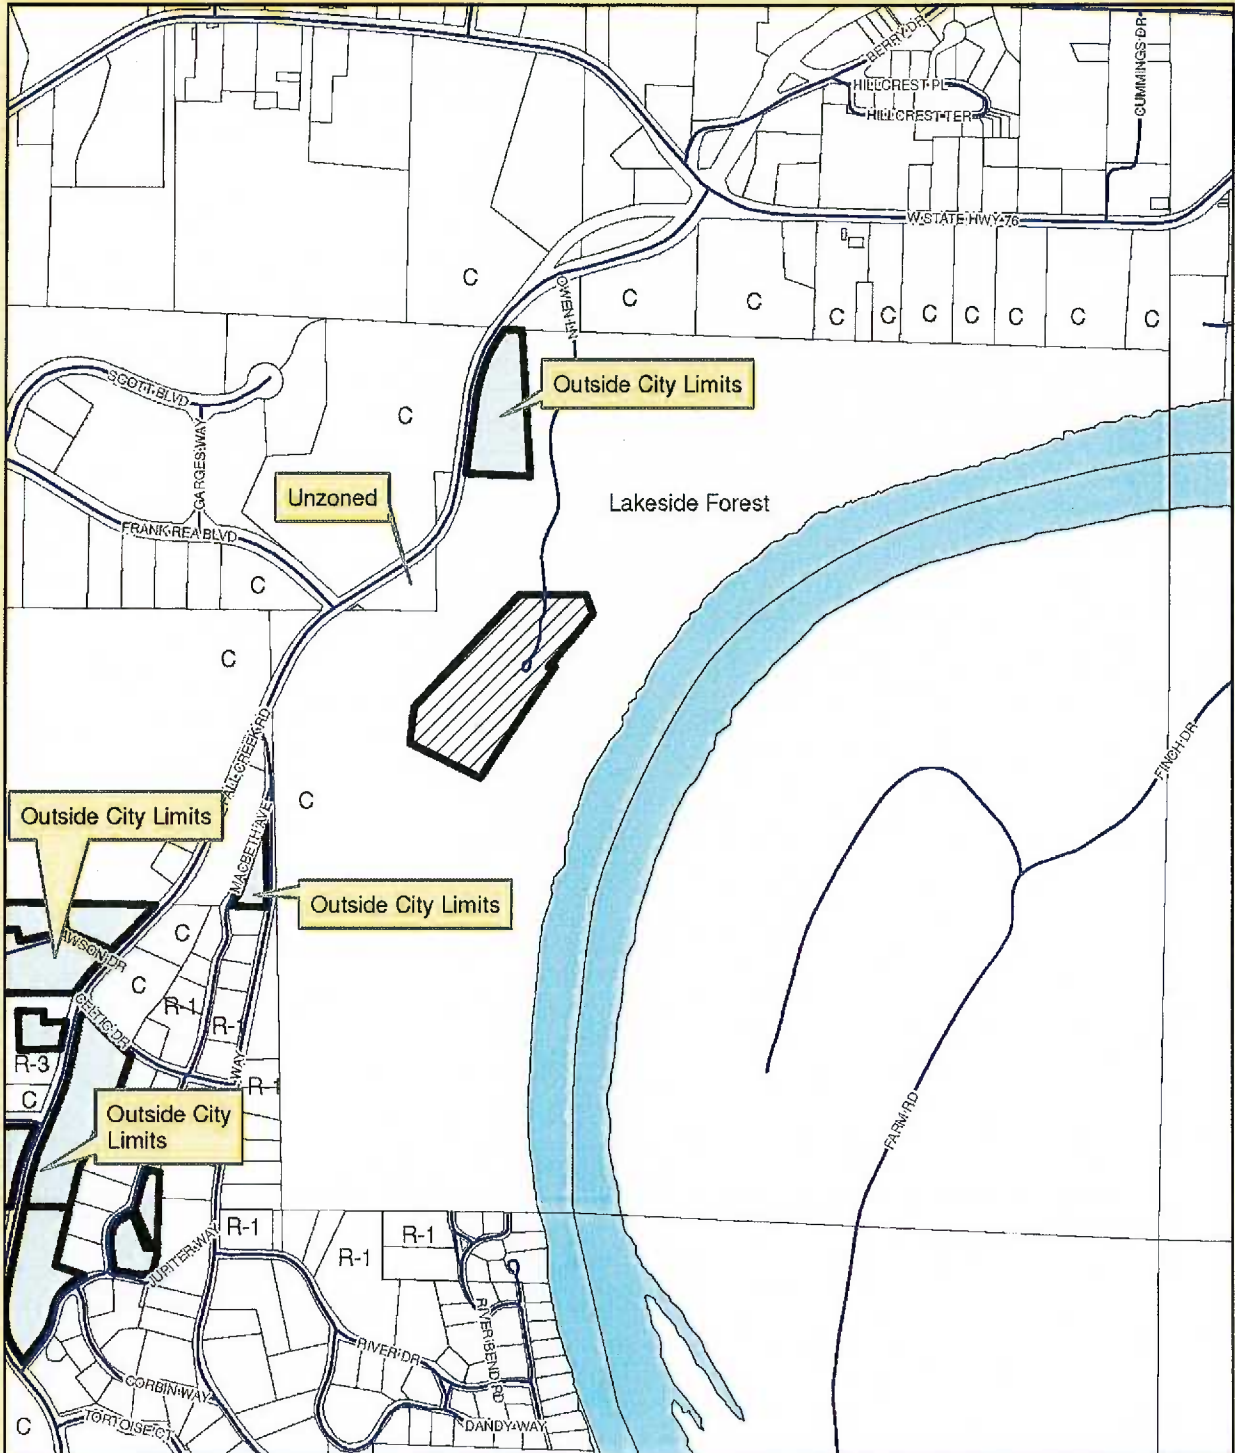 BERRY DR
CUMMINGS DR
HILLCREST PL
HILLCREST TER
W STATE HWY 76
C
OWEN LN
C
C
C
C
C
C
C
C
C
Outside City Limits
SCOTT BLVD
C
GARGES WAY
Unzoned
Lakeside Forest
FRANK REA BLVD
C
C
FALL CREEK RD
FINCH DR
C
Outside City Limits
MACBETH AVE
Outside City Limits
C
C
CELTIC DR
R-1
R-1
R-3
WAY
R-1
C
Outside City
Limits
FARM RD
R-1
R-1
R-1
JUPITER WAY
RIVER BEND RD
RIVER DR
CORBIN WAY
C
TORTOISE CT
DANDY WAY